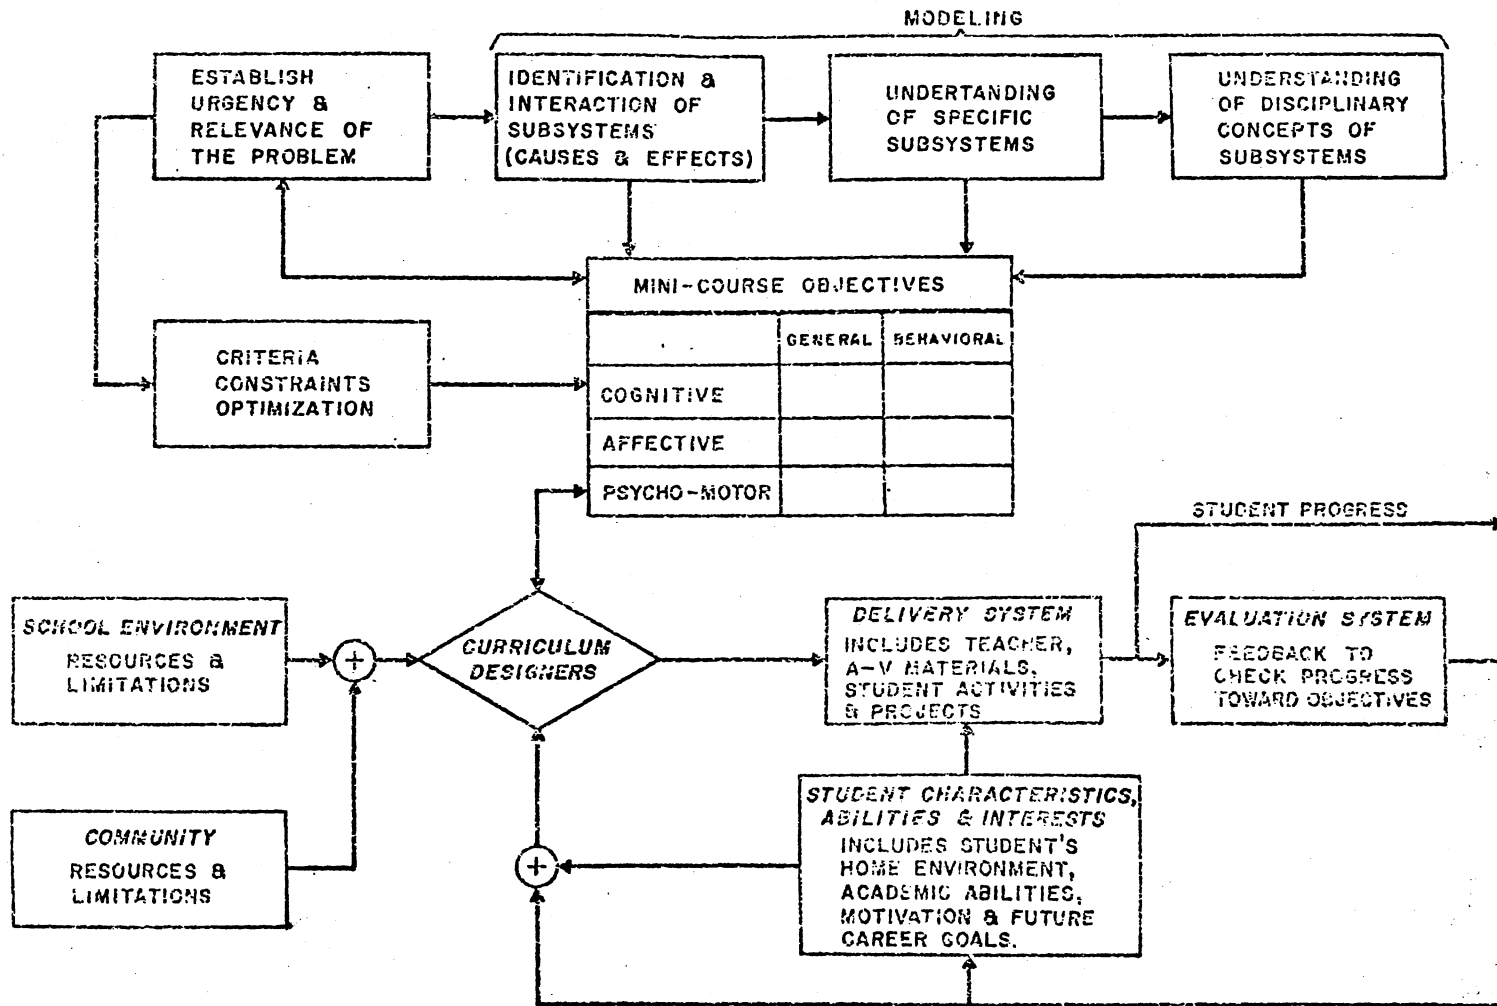 MODELING
ESTABLISH
URGENCY &
RELEVANCE OF
THE PROBLEM
IDENTIFICATION &
INTERACTION OF
SUBSYSTEMS
(CAUSES & EFFECTS)
UNDERTANDING
OF SPECIFIC
SUBSYSTEMS
UNDERSTANDING
OF DISCIPLINARY
CONCEPTS OF
SUBSYSTEMS
MINI-COURSE OBJECTIVES
GENERAL BEHAVIORAL
COGNITIVE
AFFECTIVE
PSYCHO-MOTOR
CRITERIA
CONSTRAINTS
OPTIMIZATION
STUDENT PROGRESS
SCHOOL ENVIRONMENT
RESOURCES &
LIMITATIONS
+
CURRICULUM
DESIGNERS
DELIVERY SYSTEM
INCLUDES TEACHER,
A-V MATERIALS,
STUDENT ACTIVITIES
& PROJECTS
EVALUATION SYSTEM
FEEDBACK TO
CHECK PROGRESS
TOWARD OBJECTIVES
COMMUNITY
RESOURCES &
LIMITATIONS
+
STUDENT CHARACTERISTICS,
ABILITIES & INTERESTS
INCLUDES STUDENT'S
HOME ENVIRONMENT,
ACADEMIC ABILITIES,
MOTIVATION & FUTURE
CAREER GOALS.